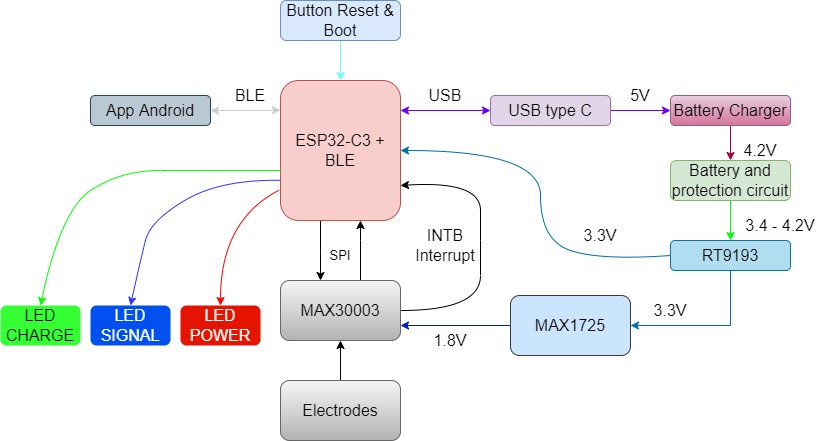 Button Reset &
Boot
BLE
USB
5V
App Android
ESP32-C3 +
BLE
USB type C
Battery Charger
4.2V
Battery and
protection circuit
3.4 - 4.2V
INTB
Interrupt
3.3V
SPI
RT9193
LED
CHARGE
LED
SIGNAL
LED
POWER
MAX30003
1.8V
MAX1725
3.3V
Electrodes